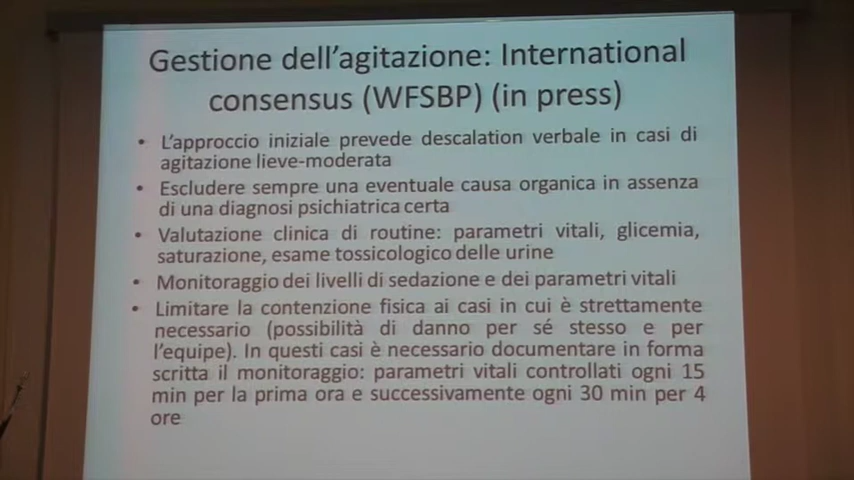 Gestione dell'agitazione: International
consensus (WFSBP) (in press)
• L'approccio iniziale prevede descalation verbale in casi di
agitazione lieve-moderata
• Escludere sempre una eventuale causa organica in assenza
di una diagnosi psichiatrica certa
• Valutazione clinica di routine: parametri vitali, glicemia,
saturazione, esame tossicologico delle urine
• Monitoraggio dei livelli di sedazione e dei parametri vitali
• Limitare la contenzione fisica ai casi in cui è strettamente
necessario (possibilità di danno per sé stesso e per
l'equipe). In questi casi è necessario documentare in forma
scritta il monitoraggio: parametri vitali controllati ogni 15
min per la prima ora e successivamente ogni 30 min per 4
ore